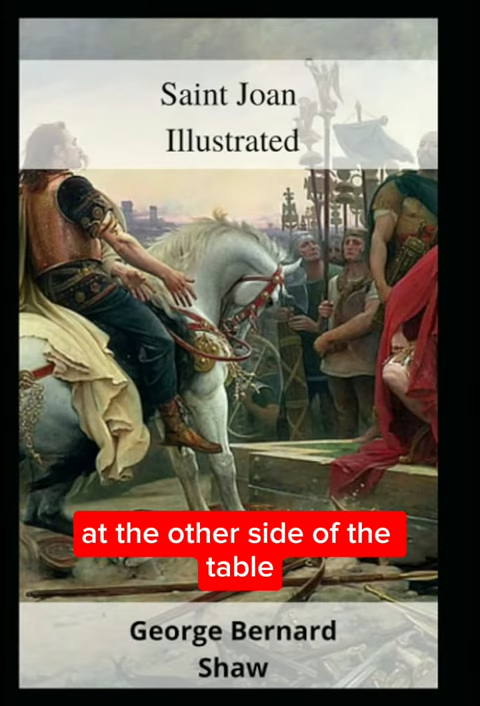 Saint Joan
Illustrated
at the other side of the
table
George Bernard
Shaw